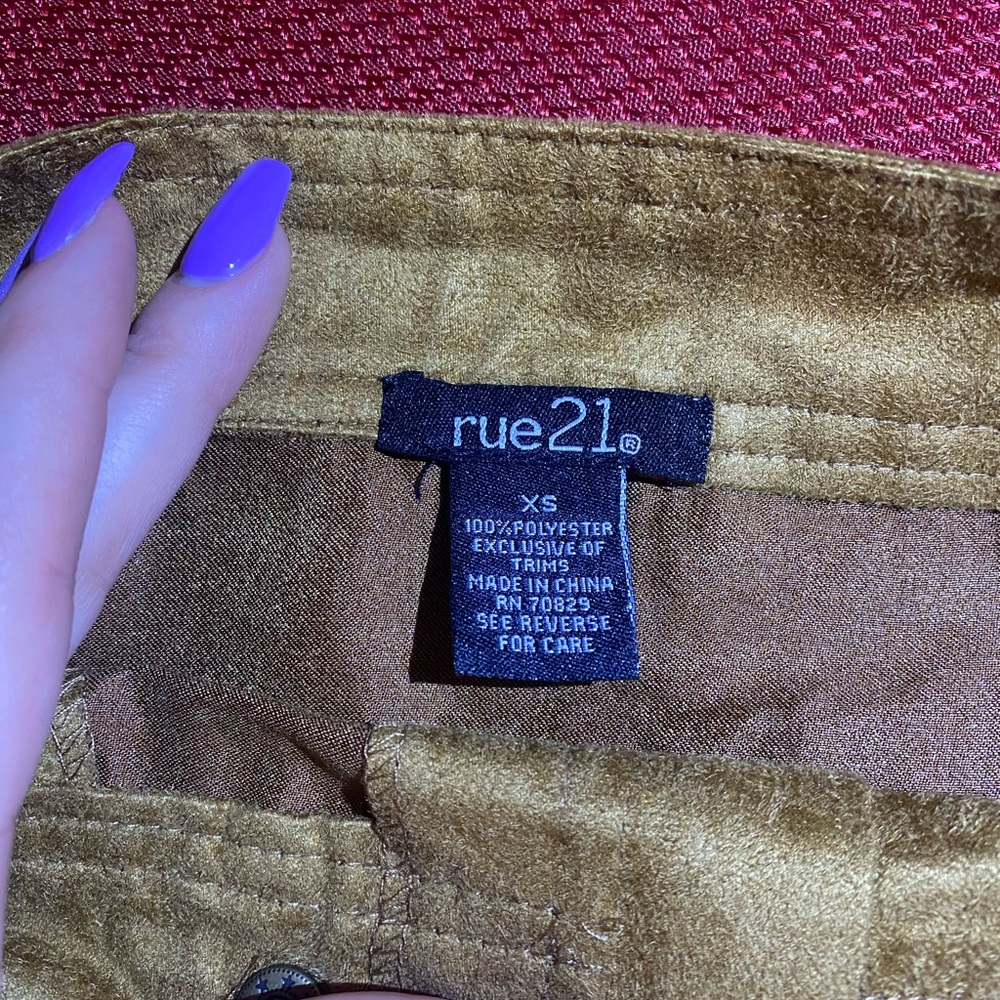 rue21®
XS
100%POLYESTER
EXCLUSIVE OF
TRIMS
MADE IN CHINA
RN 70829
SEE REVERSE
FOR CARE